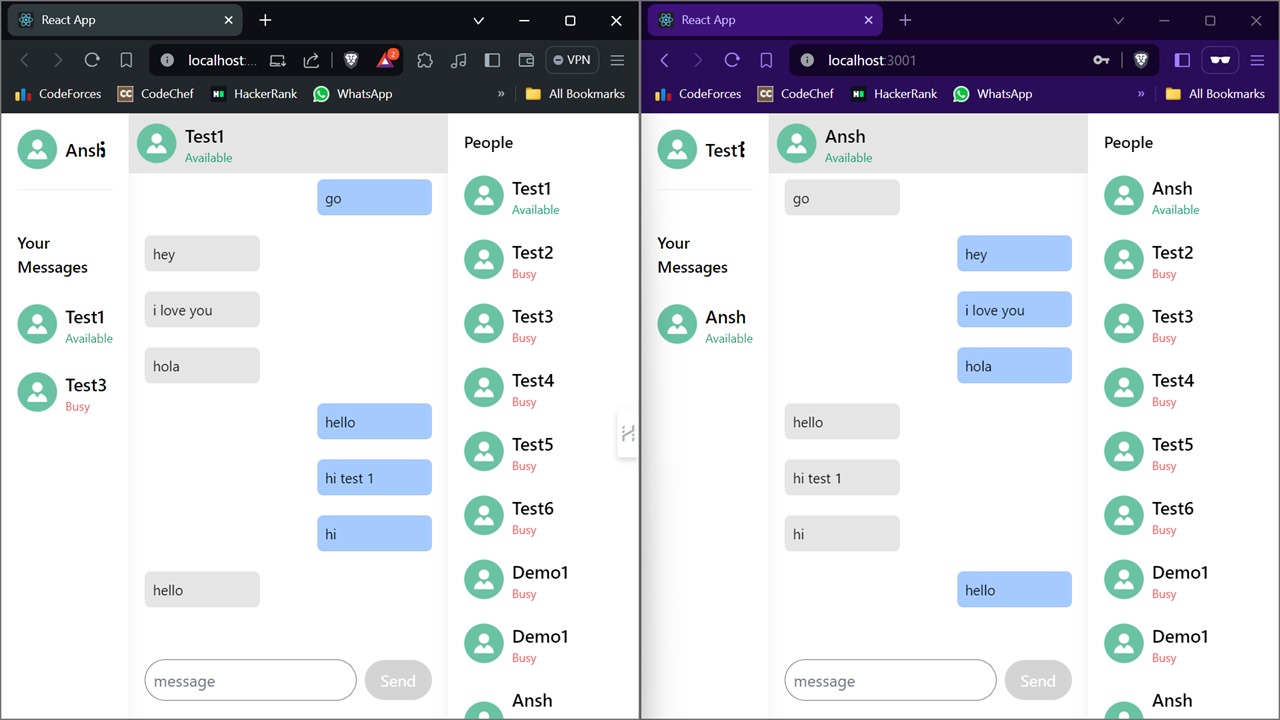 React App
localhost:...
2
VPN
CodeForces
CC
CodeChef
H
HackerRank
WhatsApp
»
All Bookmarks
Ansh
Your
Messages
Test1
Available
Test3
Busy
Test1
Available
go
hey
i love you
hola
hello
hi test 1
hi
hello
message
Send
People
Test1
Available
Test2
Busy
Test3
Busy
Test4
Busy
Test5
Busy
Test6
Busy
Demo1
Busy
Demo1
Busy
Ansh
React App
localhost:3001
CodeForces
CC
CodeChef
H
HackerRank
WhatsApp
»
All Bookmarks
Test1
Your
Messages
Ansh
Available
Ansh
Available
go
hey
i love you
hola
hello
hi test 1
hi
hello
message
Send
People
Ansh
Available
Test2
Busy
Test3
Busy
Test4
Busy
Test5
Busy
Test6
Busy
Demo1
Busy
Demo1
Busy
Ansh